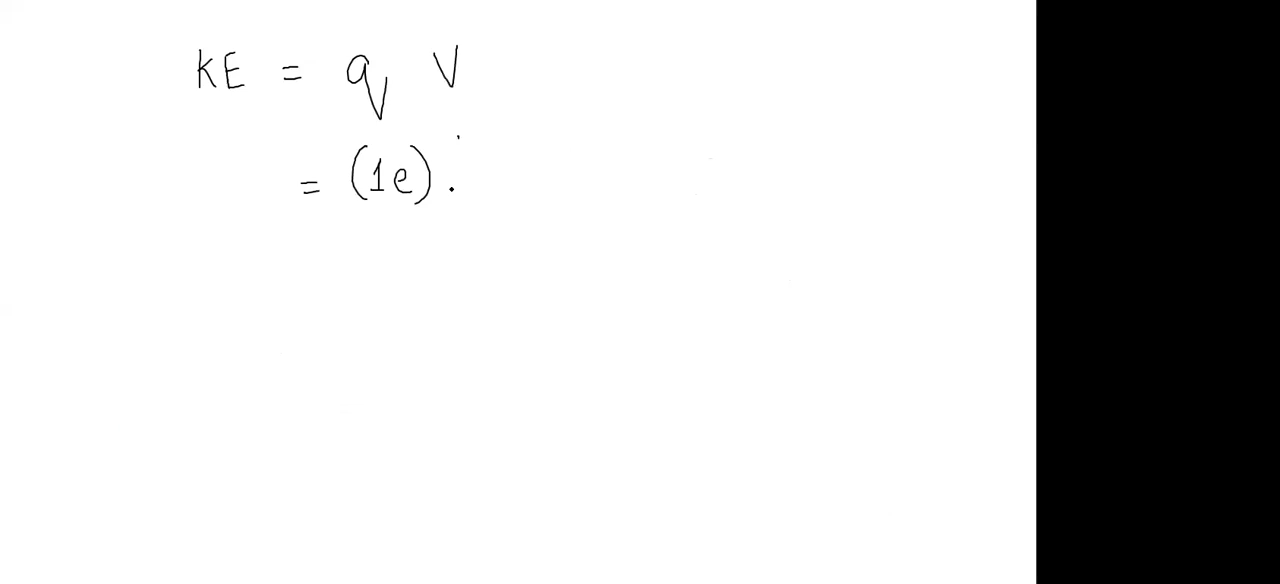 KE = q V
= (1e) .